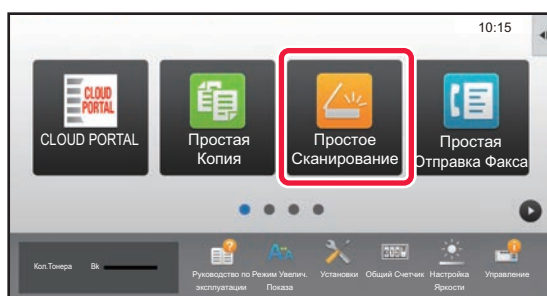 10:15
CLOUD
PORTAL
CLOUD PORTAL
Простая
Копия
Простое
Сканирование
Простая
Отправка Факса
Кол.Тонера Bk
Руководство по
эксплуатации
Режим Увелич.
Показа
Установки
Общий Счетчик
Настройка
Яркости
Управление